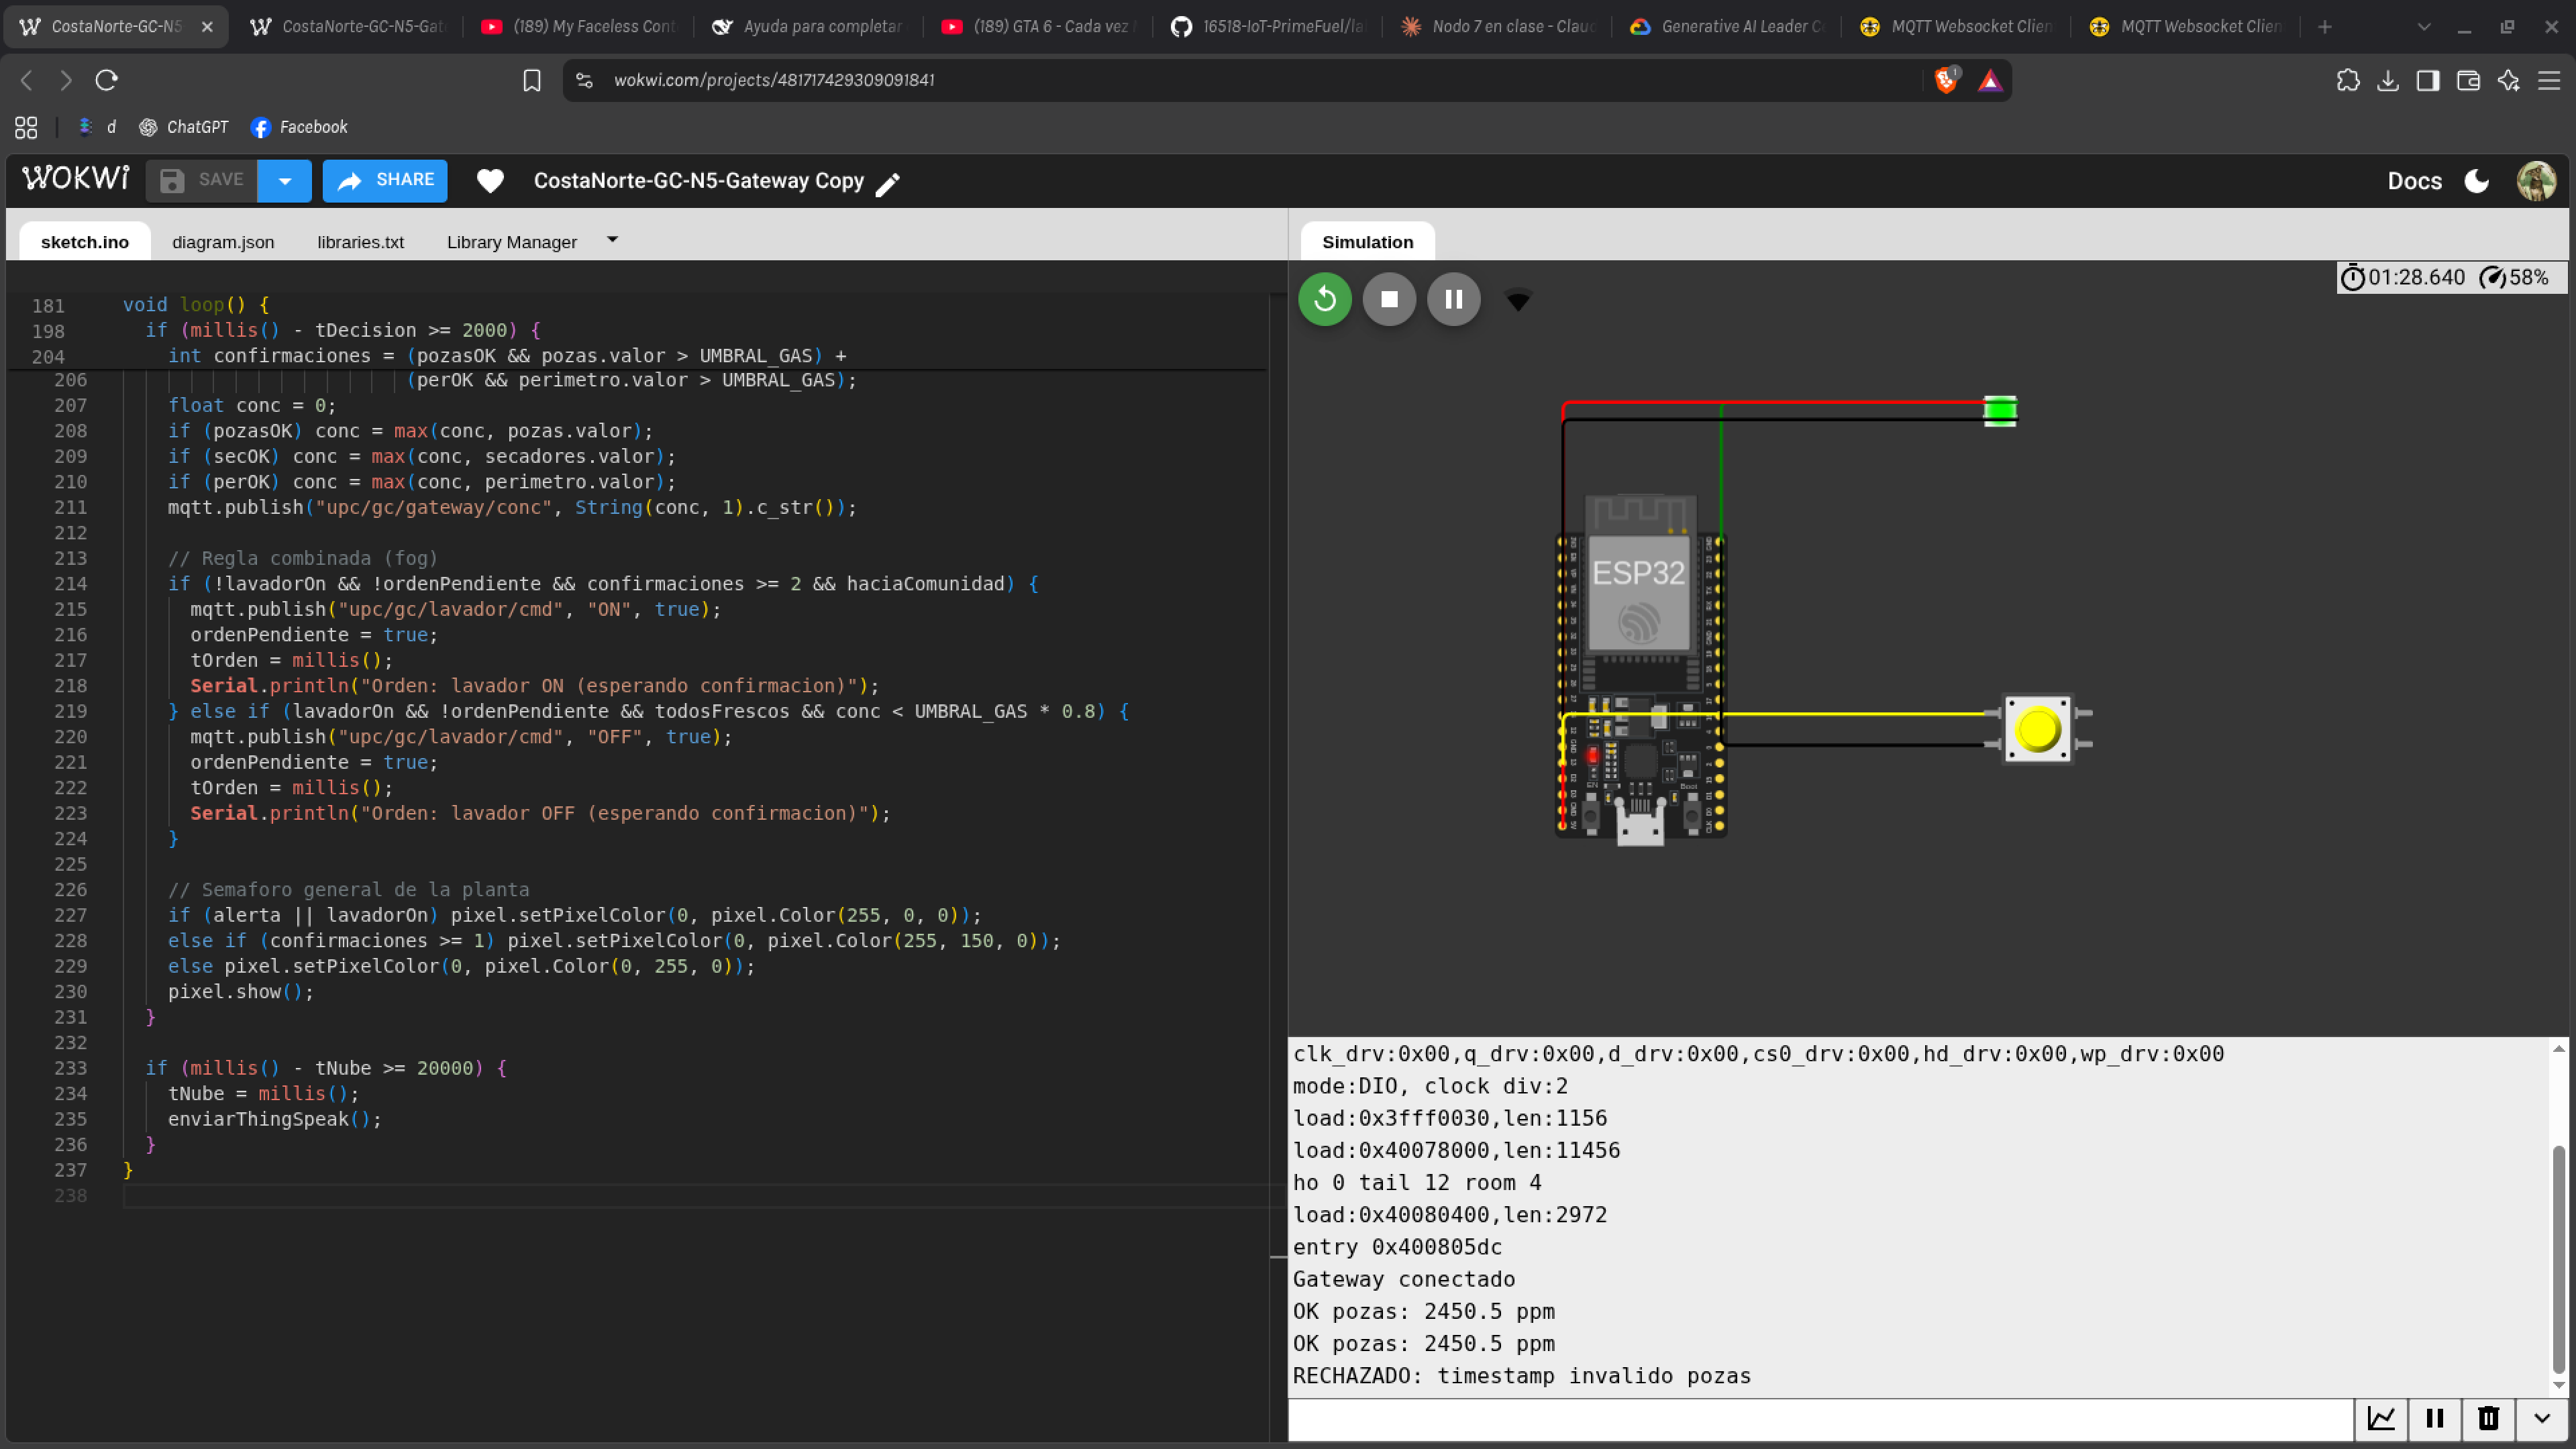 CostaNorte-GC-N5
CostaNorte-GC-N5-Gat
(189) My Faceless Cont
Ayuda para completar
(189) GTA 6 - Cada vez
16518-IoT-PrimeFuel/la
Nodo 7 en clase - Clau
Generative AI Leader C
MQTT Websocket Clien
MQTT Websocket Clien
wokwi.com/projects/481717429309091841
1
d
ChatGPT
Facebook
WOKWi
SAVE
SHARE
CostaNorte-GC-N5-Gateway Copy
Docs
sketch.ino
diagram.json
libraries.txt
Library Manager
Simulation
01:28.640
58%
181 void loop() {
198 if (millis() - tDecision >= 2000) {
204 int confirmaciones = (pozasOK && pozas.valor > UMBRAL_GAS) +
206 (perOK && perimetro.valor > UMBRAL_GAS);
207 float conc = 0;
208 if (pozasOK) conc = max(conc, pozas.valor);
209 if (secOK) conc = max(conc, secadores.valor);
210 if (perOK) conc = max(conc, perimetro.valor);
211 mqtt.publish("upc/gc/gateway/conc", String(conc, 1).c_str());
212
213 // Regla combinada (fog)
214 if (!lavadorOn && !ordenPendiente && confirmaciones >= 2 && haciaComunidad) {
215 mqtt.publish("upc/gc/lavador/cmd", "ON", true);
216 ordenPendiente = true;
217 tOrden = millis();
218 Serial.println("Orden: lavador ON (esperando confirmacion)");
219 } else if (lavadorOn && !ordenPendiente && todosFrescos && conc < UMBRAL_GAS * 0.8) {
220 mqtt.publish("upc/gc/lavador/cmd", "OFF", true);
221 ordenPendiente = true;
222 tOrden = millis();
223 Serial.println("Orden: lavador OFF (esperando confirmacion)");
224 }
225
226 // Semaforo general de la planta
227 if (alerta || lavadorOn) pixel.setPixelColor(0, pixel.Color(255, 0, 0));
228 else if (confirmaciones >= 1) pixel.setPixelColor(0, pixel.Color(255, 150, 0));
229 else pixel.setPixelColor(0, pixel.Color(0, 255, 0));
230 pixel.show();
231 }
232
233 if (millis() - tNube >= 20000) {
234 tNube = millis();
235 enviarThingSpeak();
236 }
237 }
238
ESP32
EN
Boot
clk_drv:0x00,q_drv:0x00,d_drv:0x00,cs0_drv:0x00,hd_drv:0x00,wp_drv:0x00
mode:DIO, clock div:2
load:0x3fff0030,len:1156
load:0x40078000,len:11456
ho 0 tail 12 room 4
load:0x40080400,len:2972
entry 0x400805dc
Gateway conectado
OK pozas: 2450.5 ppm
OK pozas: 2450.5 ppm
RECHAZADO: timestamp invalido pozas